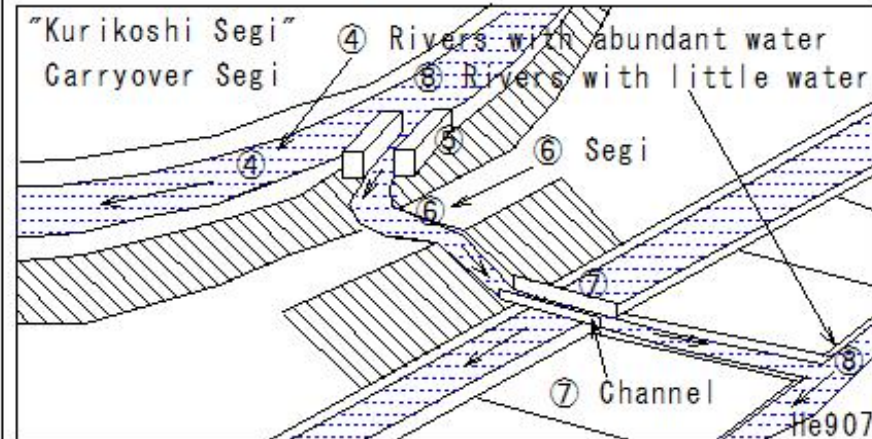 "Kurikoshi Segi"
Carryover Segi
④ Rivers with abundant water
⑧ Rivers with little water
④
⑤
⑥ Segi
⑥
⑦
⑧
⑦ Channel
He907